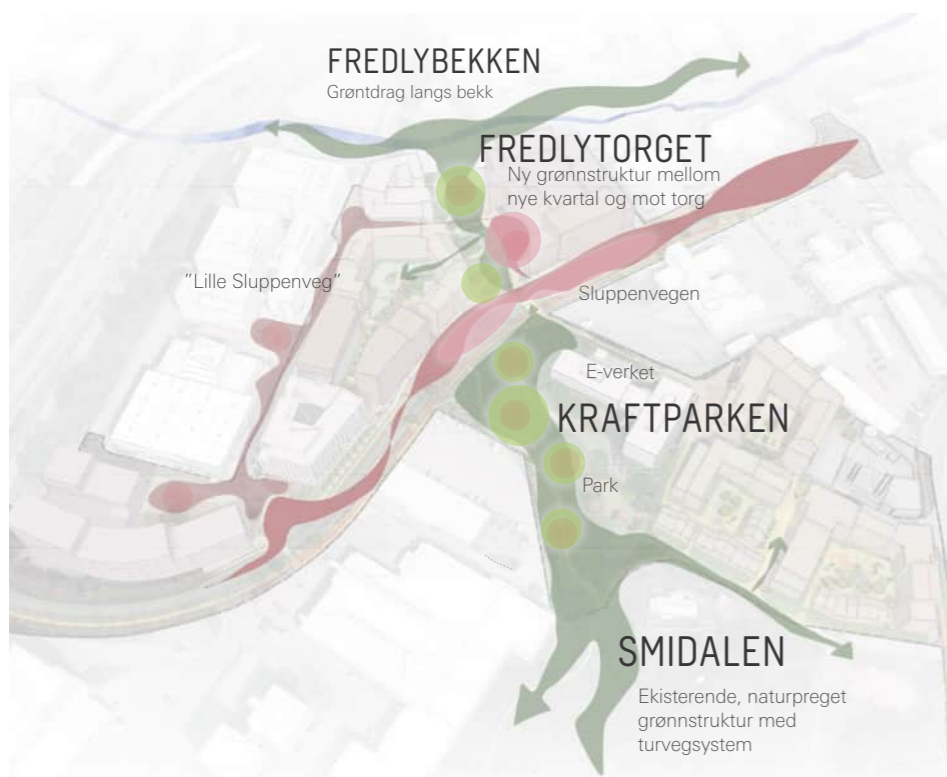 FREDLYBEKKEN
Grøntdrag langs bekk
FREDLYTORGET
Ny grønnstruktur mellom
nye kvartal og mot torg
"Lille Sluppenveg"
Sluppenvegen
E-verket
KRAFTPARKEN
Park
SMIDALEN
Ekisterende, naturpreget
grønnstruktur med
turvegsystem